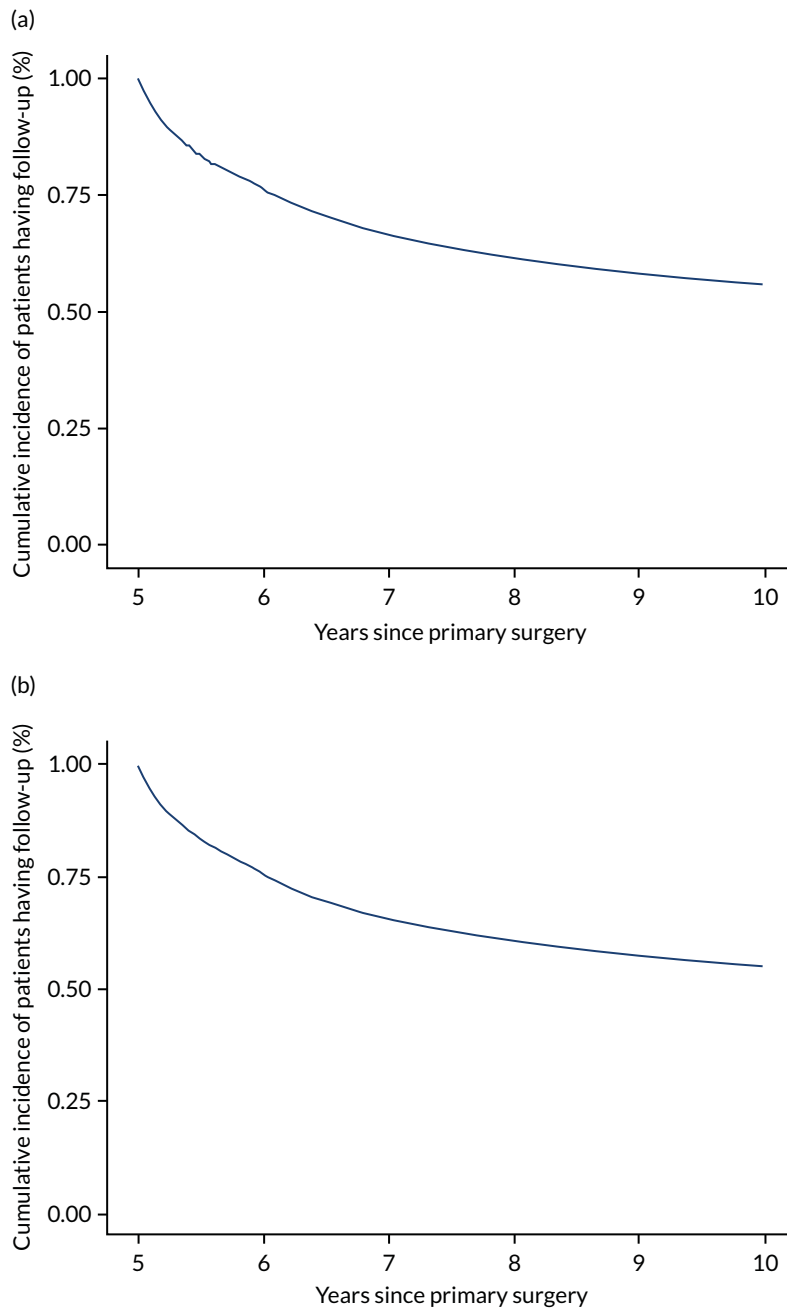 (a)
Cumulative incidence of patients having follow-up (%)
1.00
0.75
0.50
0.25
0.00
5 6 7 8 9 10
Years since primary surgery
(b)
Cumulative incidence of patients having follow-up (%)
1.00
0.75
0.50
0.25
0.00
5 6 7 8 9 10
Years since primary surgery